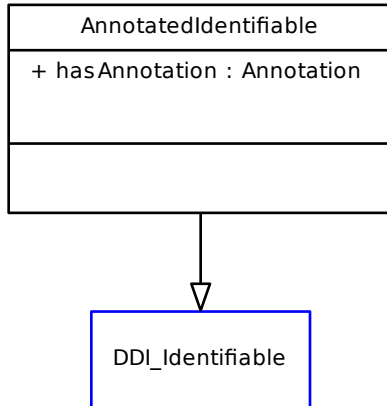 AnnotatedIdentifiable
+ hasAnnotation : Annotation
DDI_Identifiable